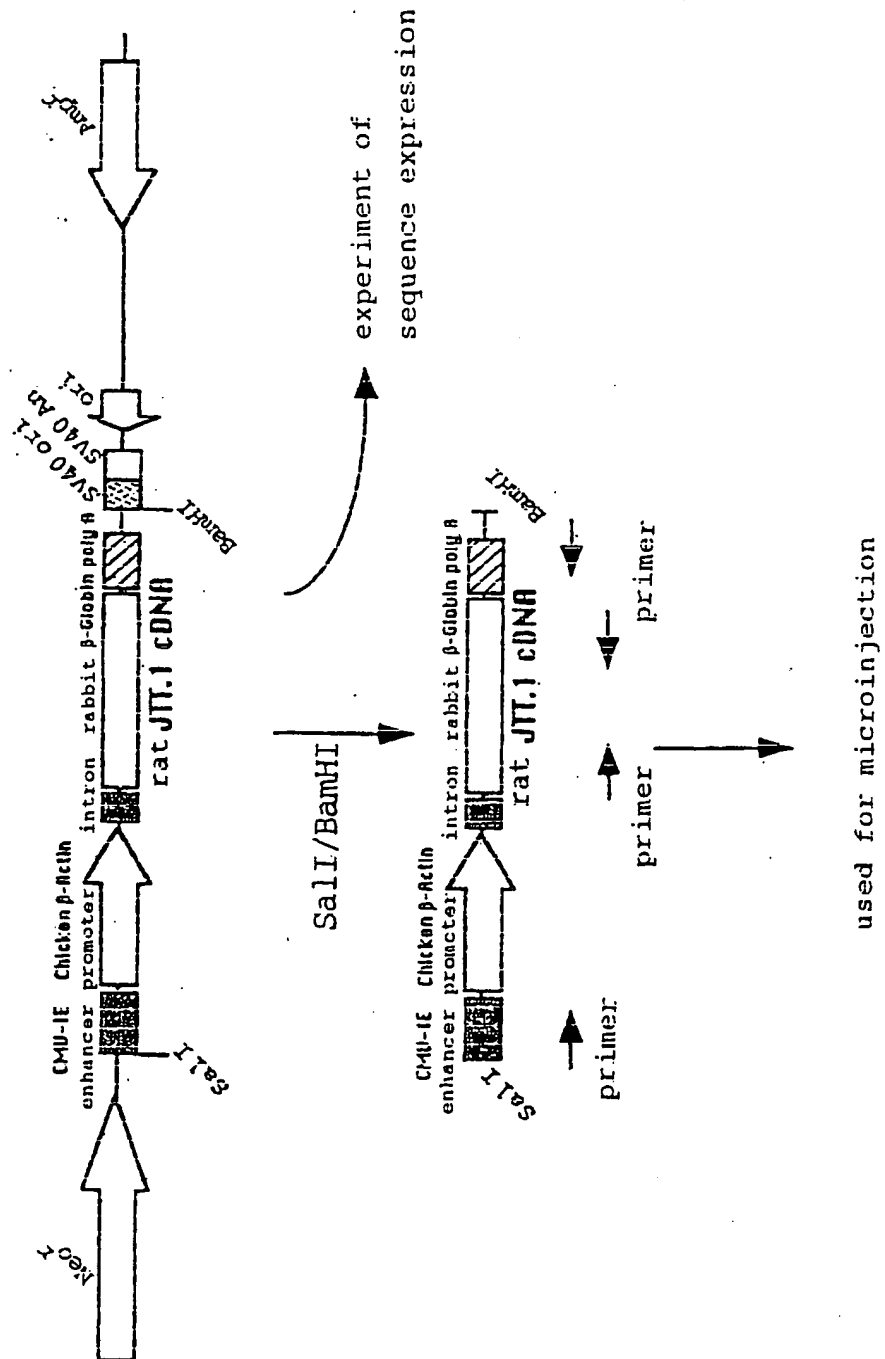 Neo r
SalI
CMV-IE
enhancer
Chicken β-Actin
promoter
intron
rabbit β-Globin poly A
rat JTT.1 cDNA
BamHI
SV40 ori
SV40 An
ori
Amp r
SalI/BamHI
experiment of
sequence expression
SalI
CMV-IE
enhancer
Chicken β-Actin
promoter
intron
rabbit β-Globin poly A
rat JTT.1 cDNA
BamHI
primer
primer
primer
used for microinjection